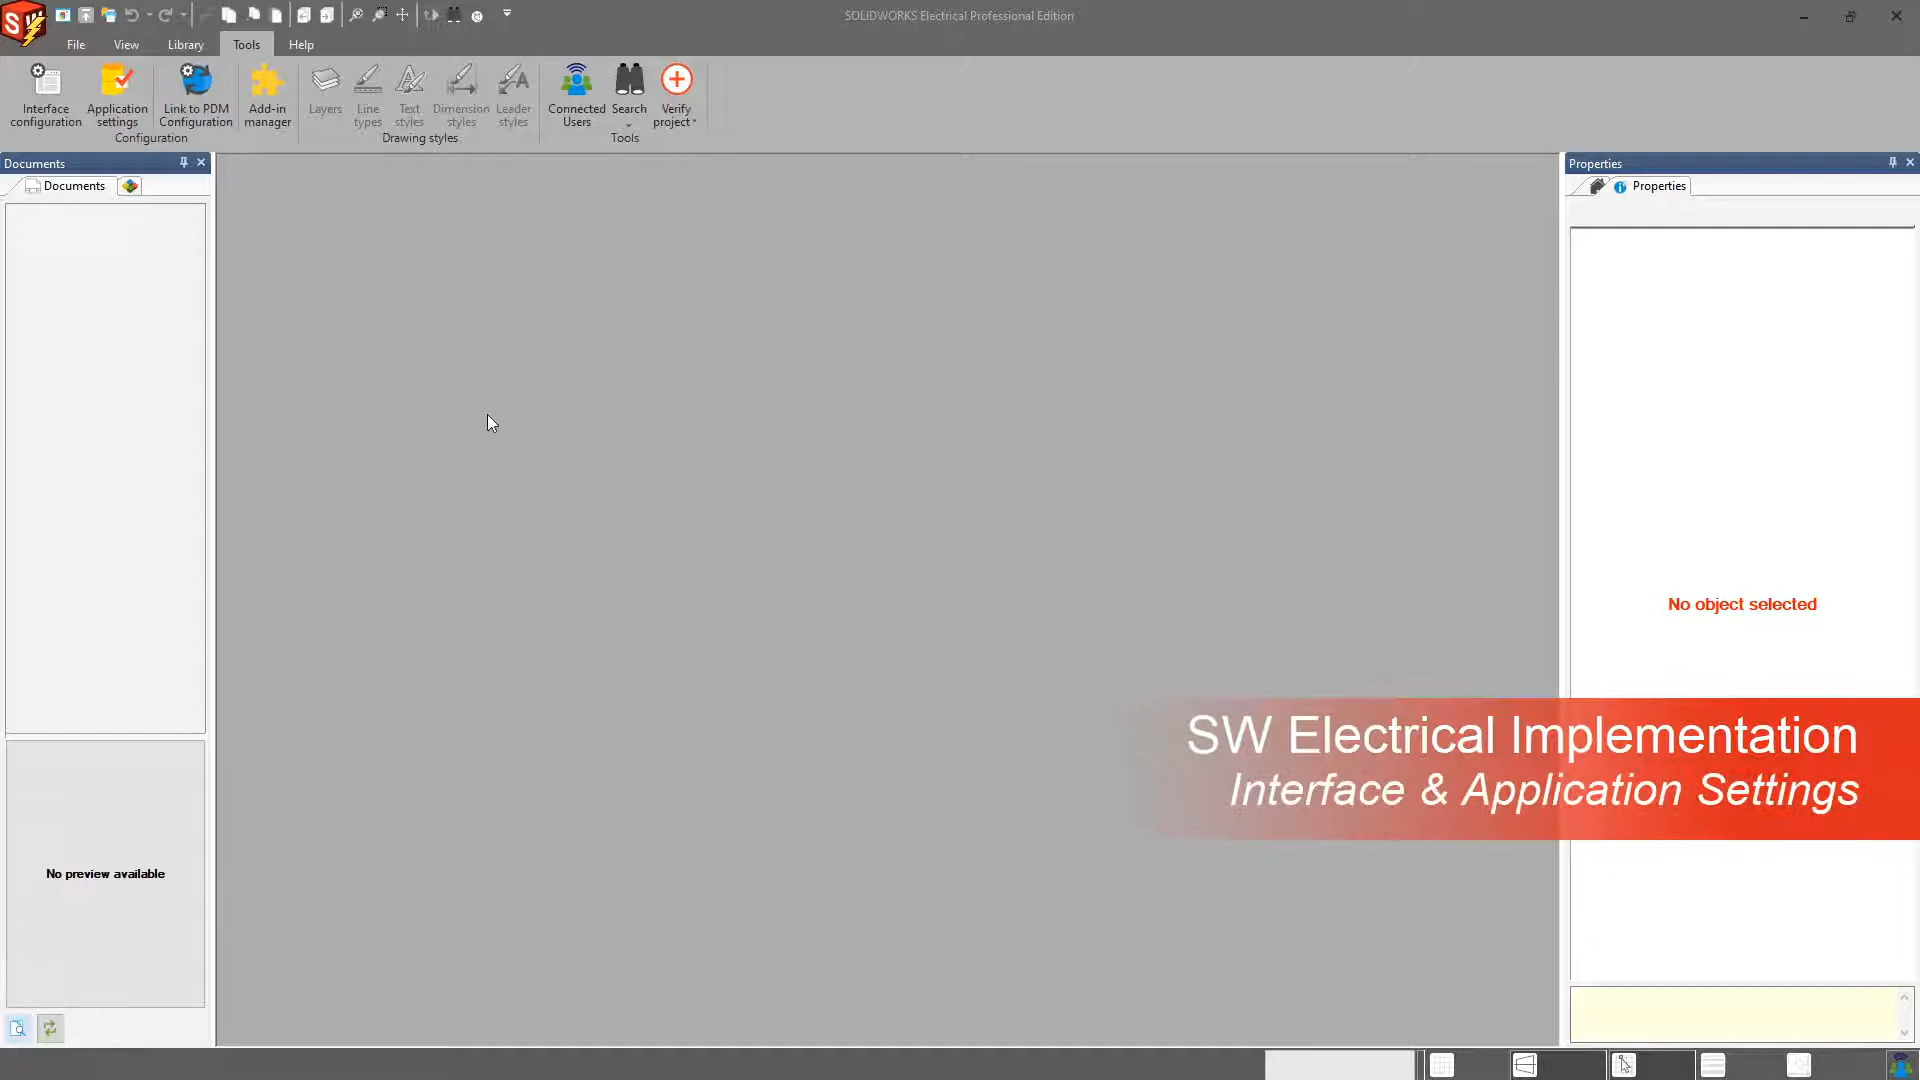 SOLIDWORKS Electrical Professional Edition
File View Library Tools Help
Interface configuration
Application settings
Link to PDM Configuration
Add-in manager
Layers
Line types
Text styles
Dimension styles
Leader styles
Connected Users
Search
Verify project
Configuration
Drawing styles
Tools
Documents
Documents
No preview available
Properties
Properties
No object selected
SW Electrical Implementation
Interface & Application Settings